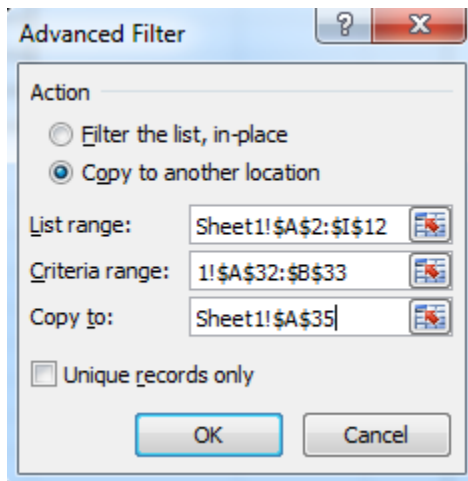 Advanced Filter ? X
Action
Filter the list, in-place
Copy to another location
List range: Sheet1!$A$2:$I$12
Criteria range: 1!$A$32:$B$33
Copy to: Sheet1!$A$35
Unique records only
OK Cancel